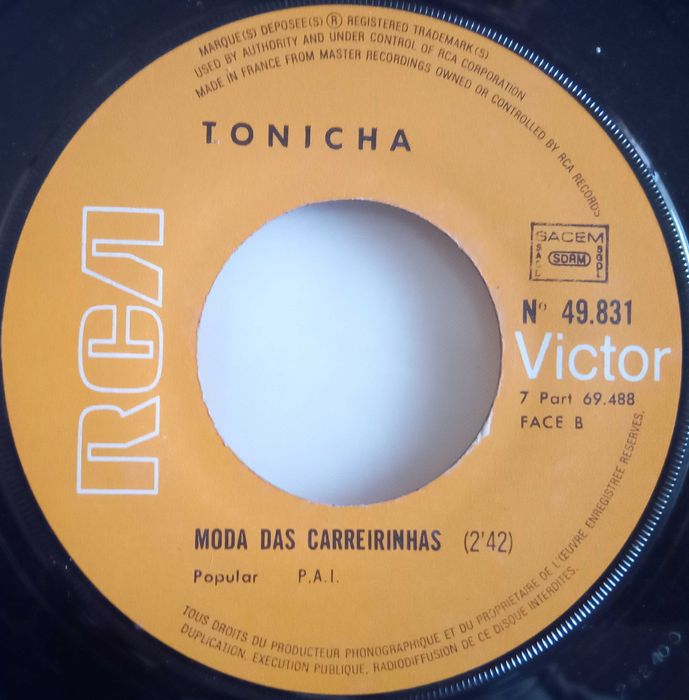 MARQUE(S) DEPOSEE(S) ® REGISTERED TRADEMARK(S)
USED BY AUTHORITY AND UNDER CONTROL OF RCA CORPORATION
MADE IN FRANCE FROM MASTER RECORDINGS OWNED OR CONTROLLED BY RCA RECORDS
TONICHA
RCA
SACEM
SACD SDRM SGDL
N° 49.831
Victor
7 Part 69.488
FACE B
MODA DAS CARREIRINHAS (2'42)
Popular P.A.I.
TOUS DROITS DU PRODUCTEUR PHONOGRAPHIQUE ET DU PROPRIETAIRE DE L'ŒUVRE ENREGISTREE RESERVES.
DUPLICATION, EXECUTION PUBLIQUE, RADIODIFFUSION DE CE DISQUE INTERDITES.